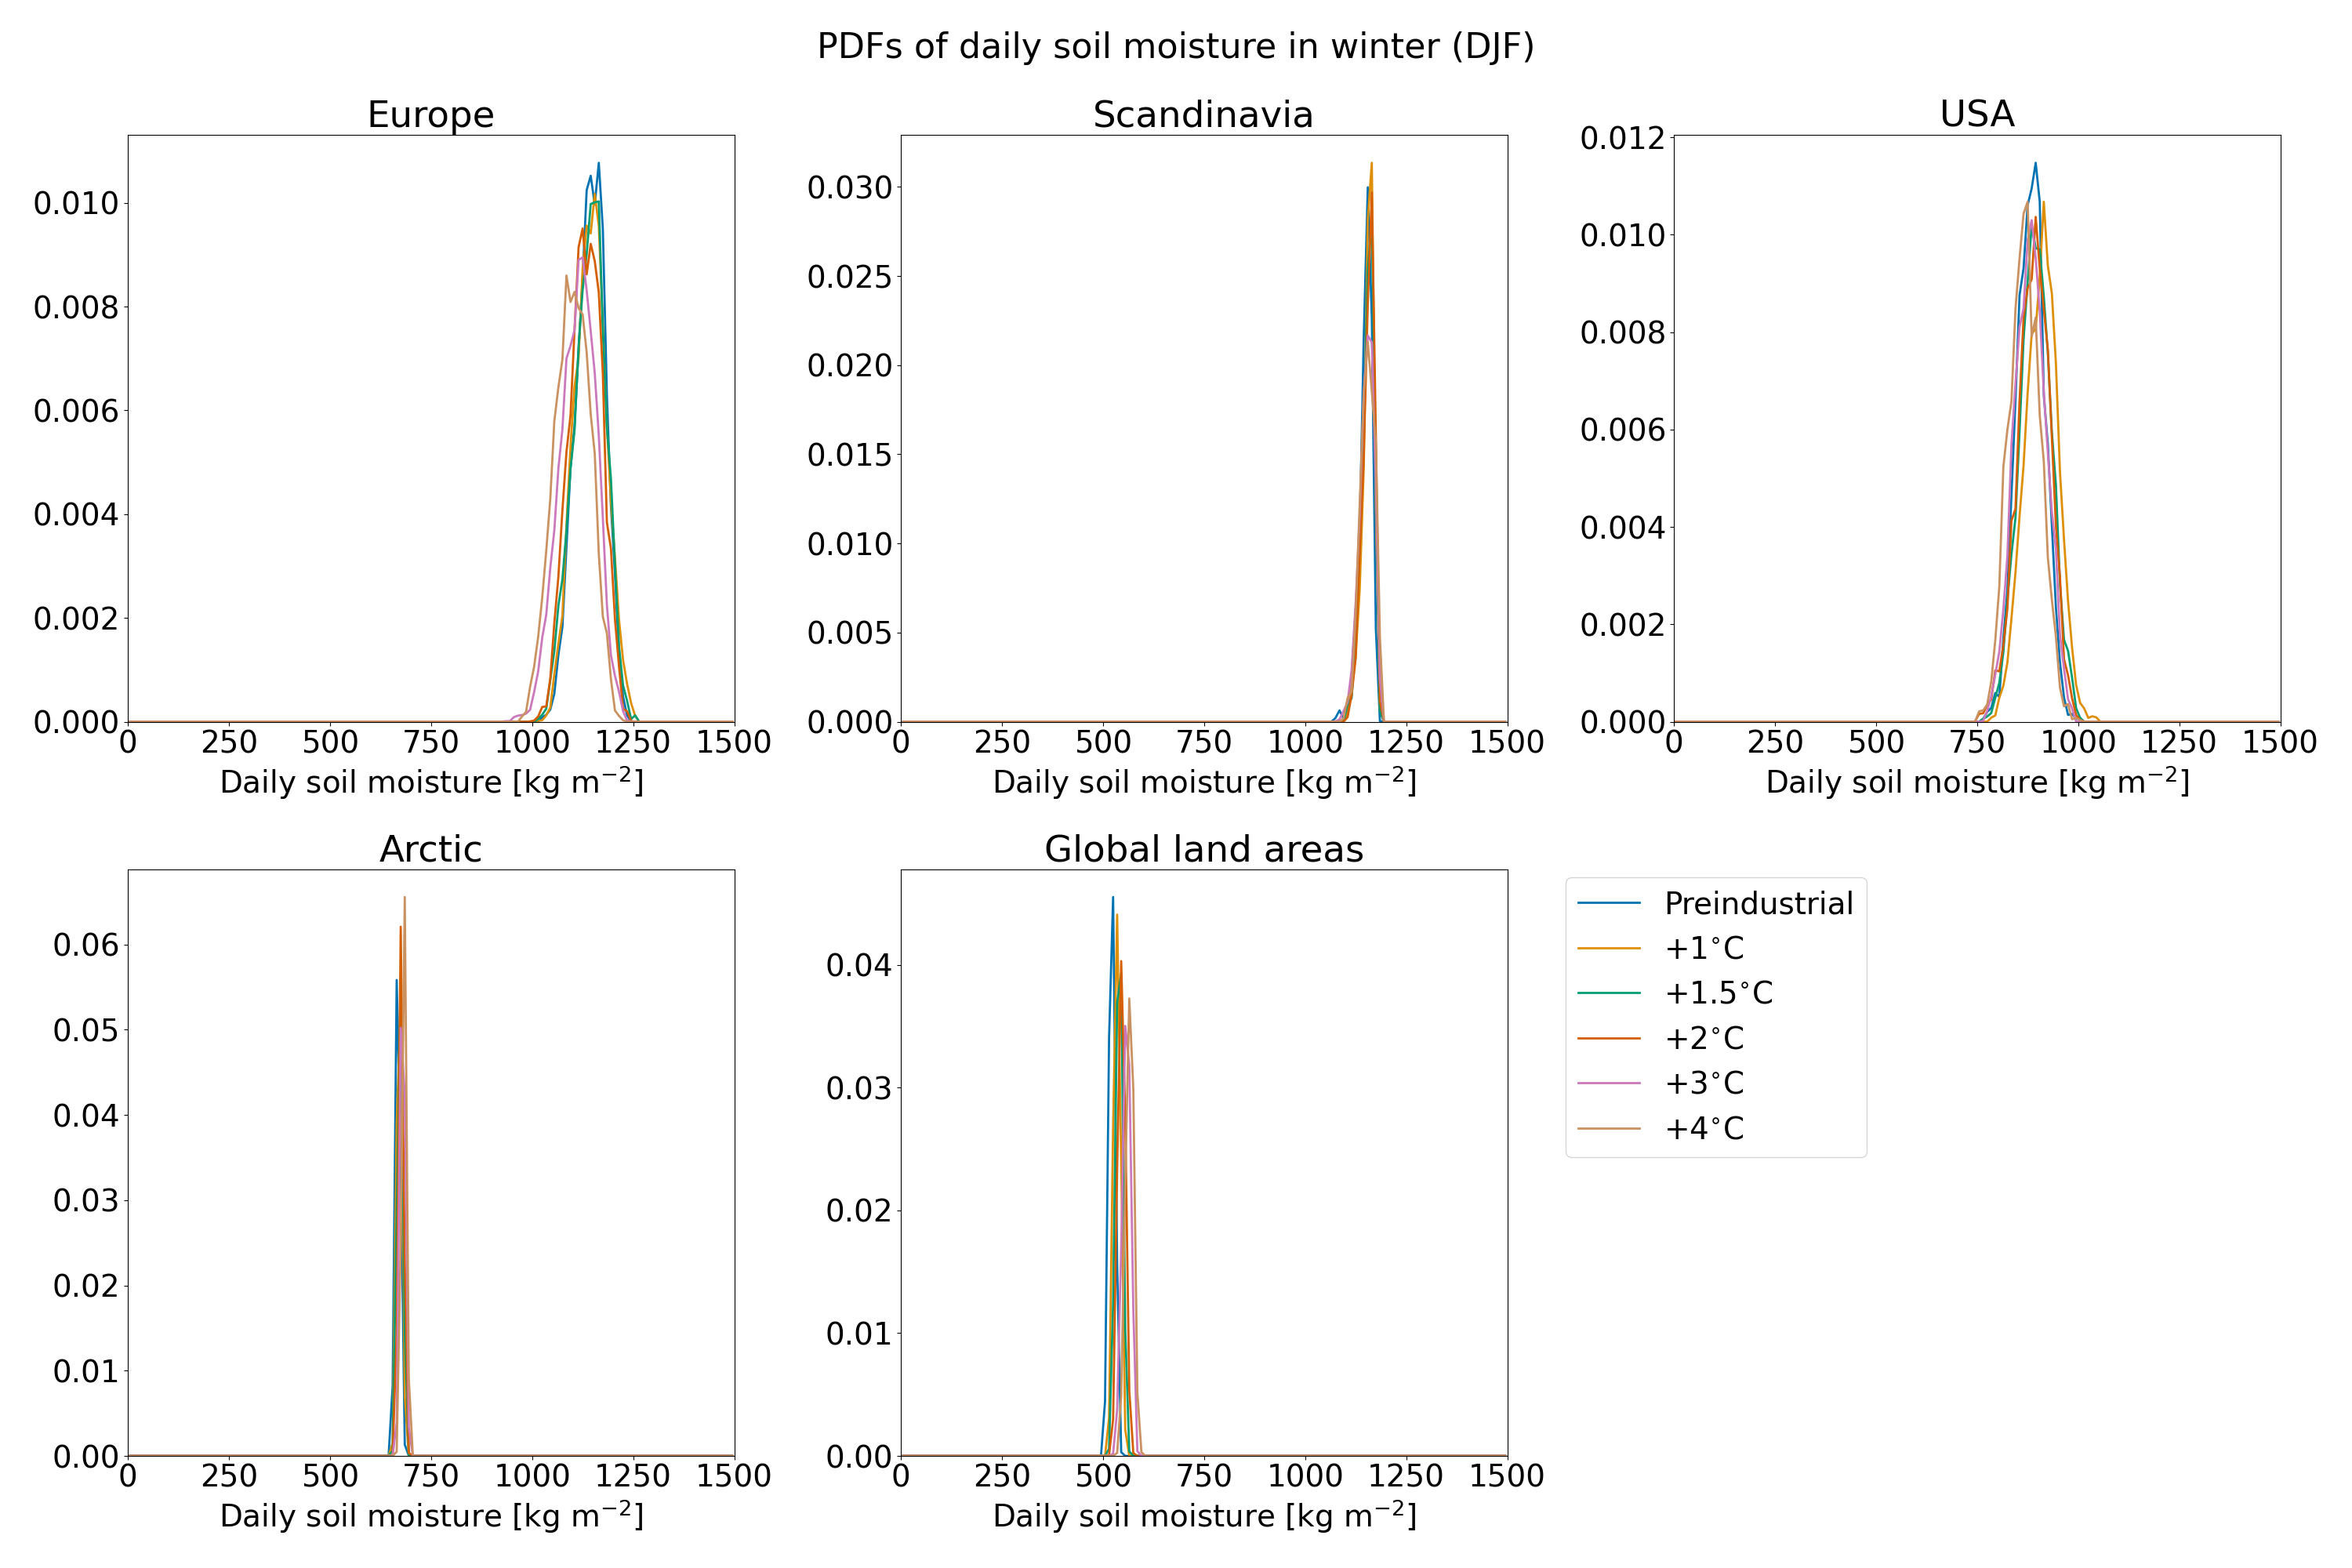 PDFs of daily soil moisture in winter (DJF)
Europe
0.010
0.008
0.006
0.004
0.002
0.000
0 250 500 750 1000 1250 1500
Daily soil moisture [kg m⁻²]
Scandinavia
0.030
0.025
0.020
0.015
0.010
0.005
0.000
0 250 500 750 1000 1250 1500
Daily soil moisture [kg m⁻²]
USA
0.012
0.010
0.008
0.006
0.004
0.002
0.000
0 250 500 750 1000 1250 1500
Daily soil moisture [kg m⁻²]
Arctic
0.06
0.05
0.04
0.03
0.02
0.01
0.00
0 250 500 750 1000 1250 1500
Daily soil moisture [kg m⁻²]
Global land areas
0.04
0.03
0.02
0.01
0.00
0 250 500 750 1000 1250 1500
Daily soil moisture [kg m⁻²]
Preindustrial
+1°C
+1.5°C
+2°C
+3°C
+4°C